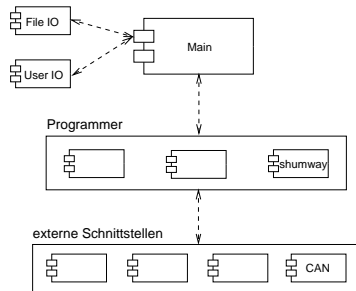 File IO
Main
User IO
Programmer
shumway
externe Schnittstellen
CAN